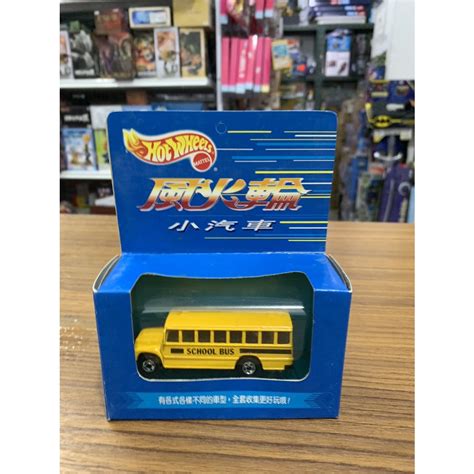 Hot Wheels
MATTEL
風火輪
小汽車
SCHOOL BUS
有各式各樣不同的車型，全套收集更好玩喔！